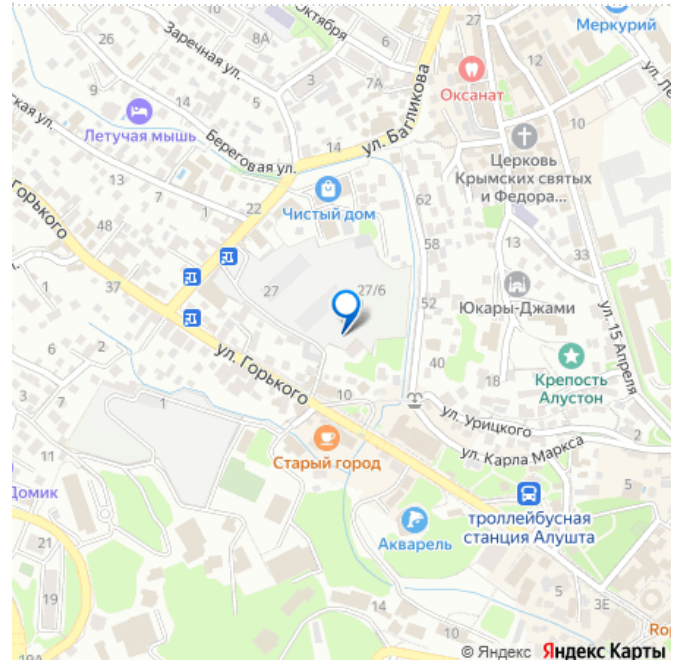 Октября
27
Меркурий
Заречная ул.
26
8А
3
7А
Оксанат
ул. Ле
9
14
5
Летучая мышь
ул. Багликова
10
ская ул.
Береговая ул.
14
Церковь
Крымских святых
и Федора...
13
7
1
22
Чистый дом
62
Горького
48
58
13
33
1
37
27
27/6
52
Юкары-Джами
ул. 15 Апреля
6
2
40
ул. Горького
18
Крепость
Алустон
3
7
1
10
ул. Урицкого
2
11
Старый город
ул. Карла Маркса
5
Домик
троллейбусная
станция Алушта
21
Акварель
19
14
5
3Е
10
Rop
19А
© Яндекс Яндекс Карты